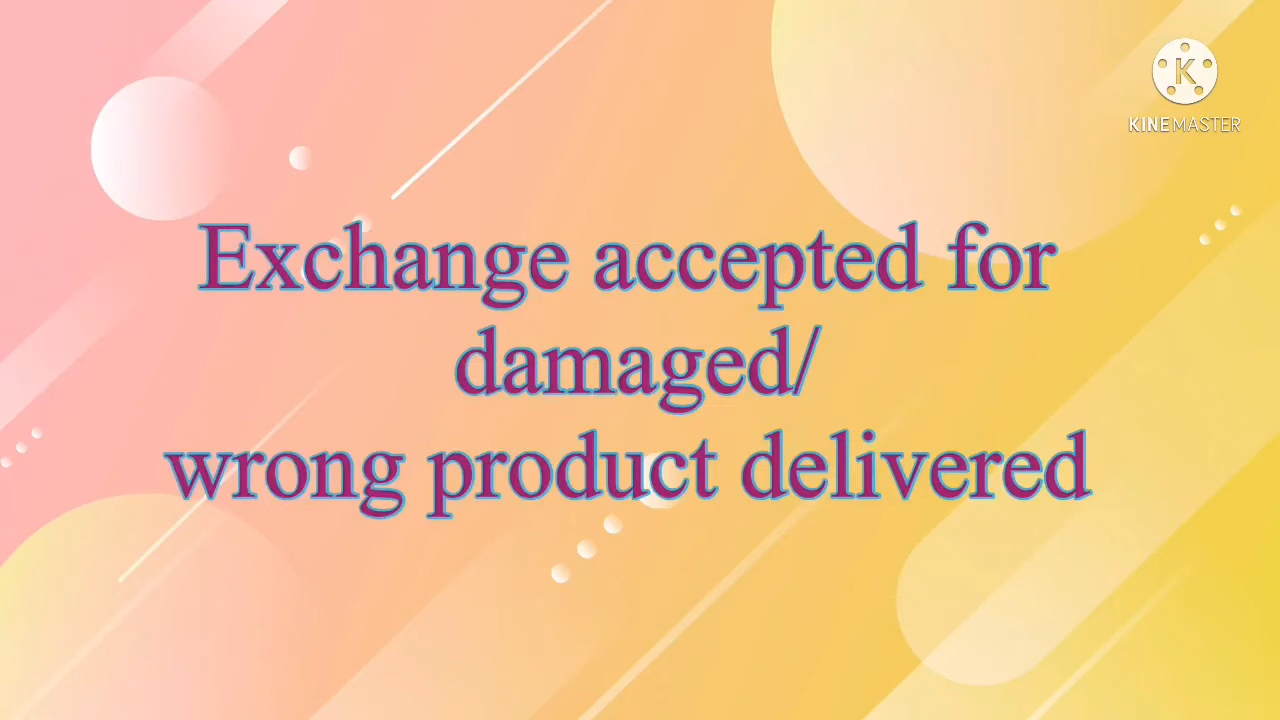 K
KINEMASTER
Exchange accepted for
damaged/
wrong product delivered